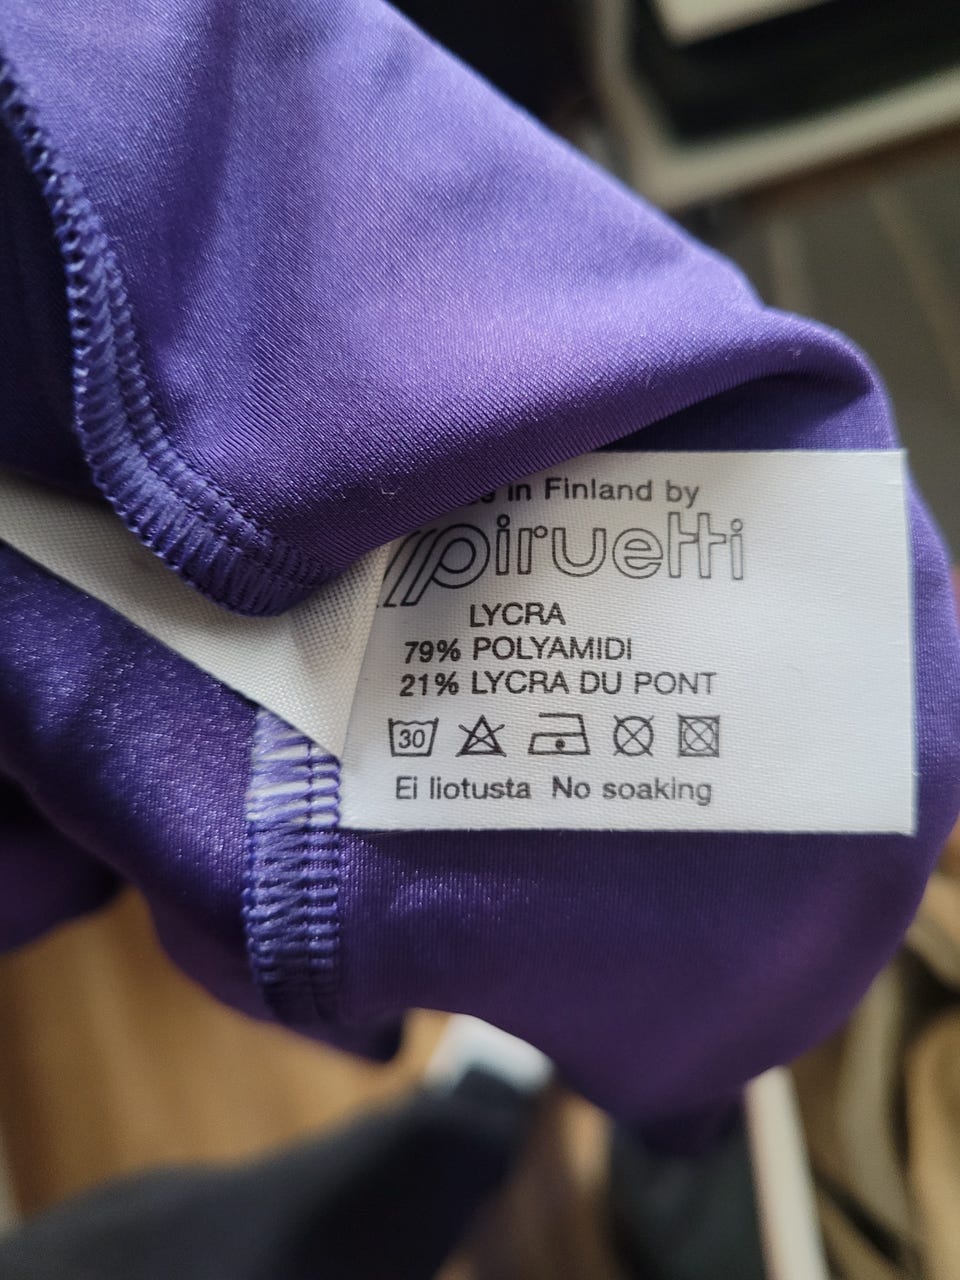 in Finland by
piruetti
LYCRA
79% POLYAMIDI
21% LYCRA DU PONT
30
Ei liotusta No soaking